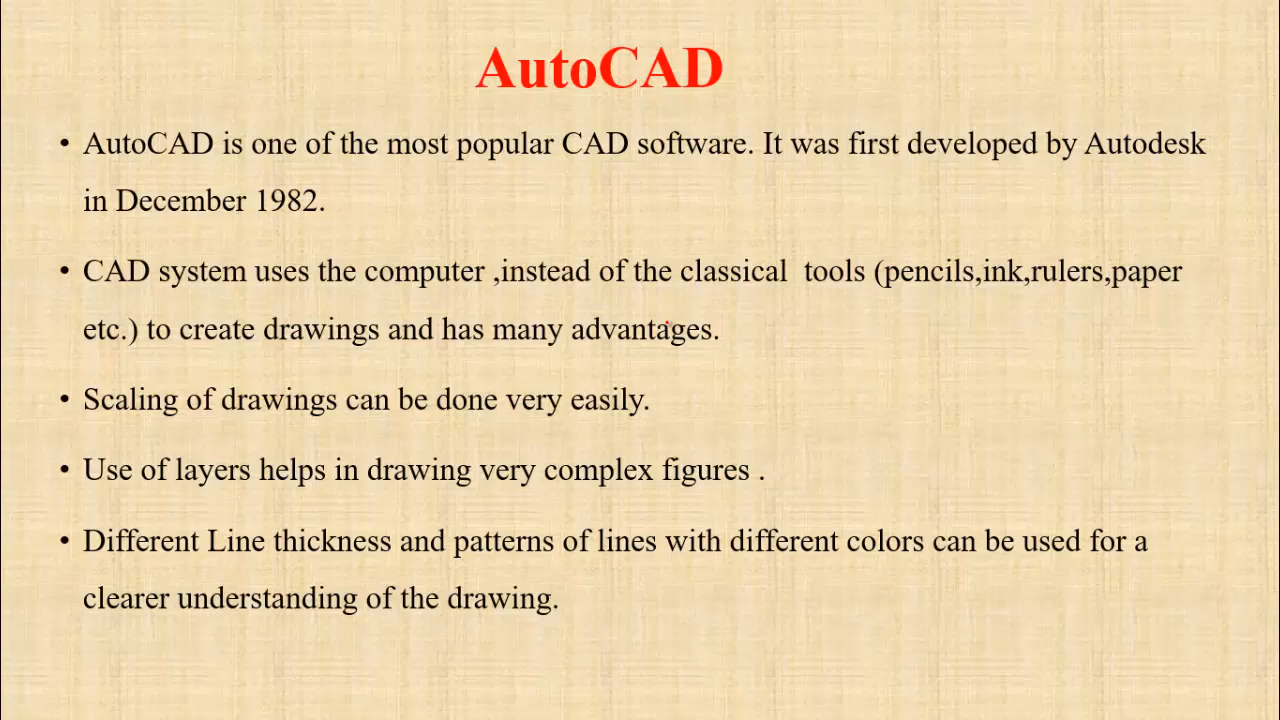 AutoCAD
• AutoCAD is one of the most popular CAD software. It was first developed by Autodesk
in December 1982.
• CAD system uses the computer ,instead of the classical  tools (pencils,ink,rulers,paper
etc.) to create drawings and has many advantages.
• Scaling of drawings can be done very easily.
• Use of layers helps in drawing very complex figures .
• Different Line thickness and patterns of lines with different colors can be used for a
clearer understanding of the drawing.